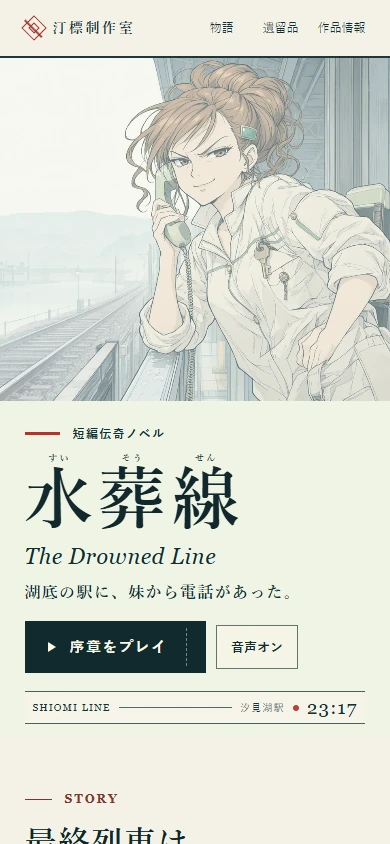 汀標制作室
物語 遺留品 作品情報
短編伝奇ノベル
すい そう せん
水葬線
The Drowned Line
湖底の駅に、妹から電話があった。
▶ 序章をプレイ 音声オン
SHIOMI LINE 汐見湖駅 23:17
STORY
最終列車は